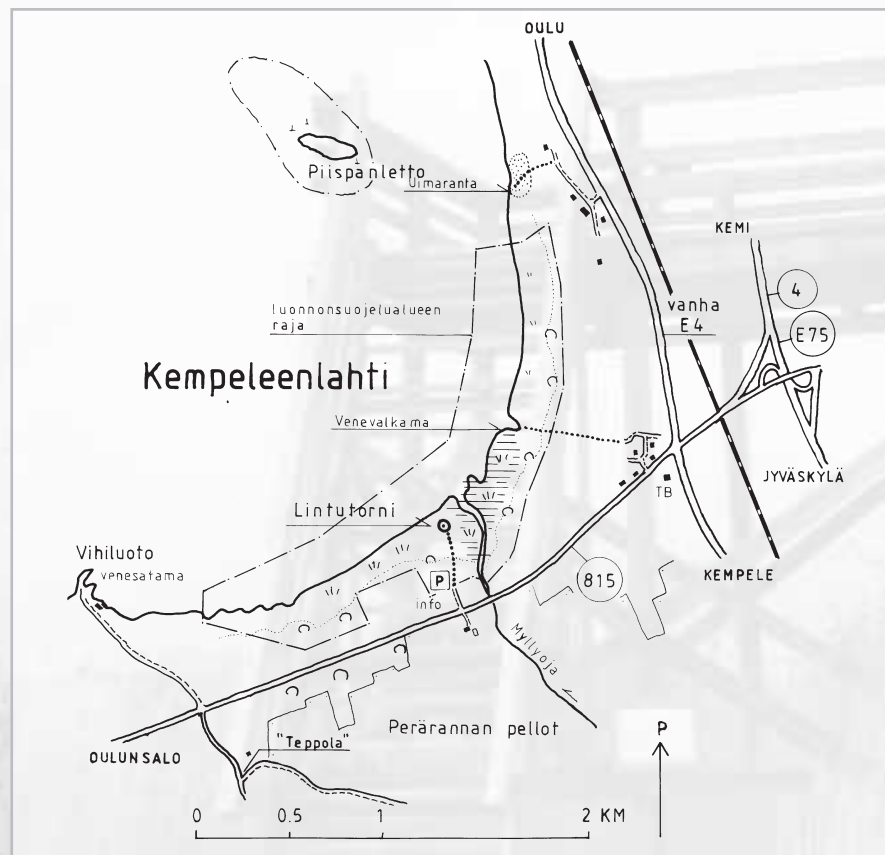 OULU
Piispanletto
Uimaranta
KEMI
4
E75
Vanha
E4
Luonnonsuojelualueen
raja
Kempeleenlahti
Venevalkama
JYVÄSKYLÄ
TB
Lintutorni
Vihiluoto
venesatama
P
info
815
KEMPELE
Myllyoja
Perärannan pellot
P
"Teppola"
OULUNSALO
0 0.5 1 2 KM